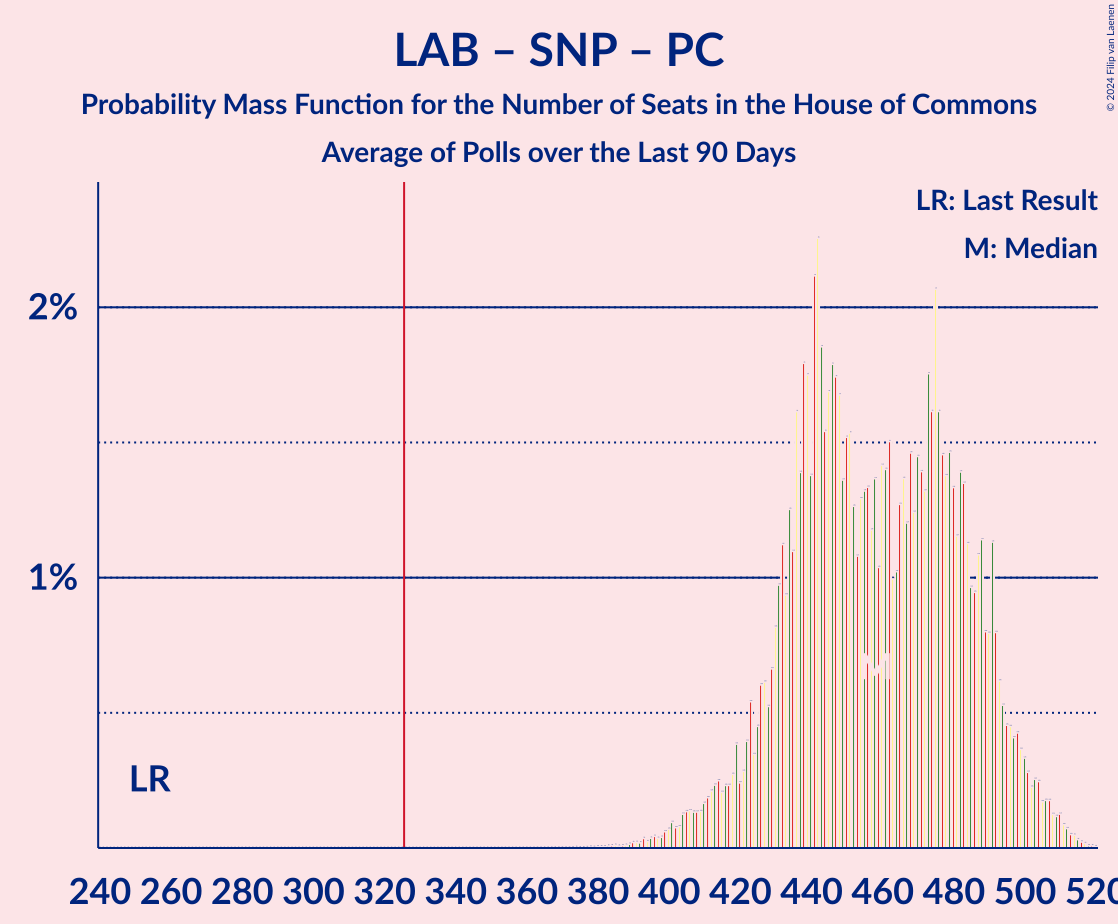 LAB – SNP – PC
Probability Mass Function for the Number of Seats in the House of Commons
Average of Polls over the Last 90 Days
© 2024 Filip van Laenen
LR: Last Result
M: Median
2%
1%
LR
M
240 260 280 300 320 340 360 380 400 420 440 460 480 500 520